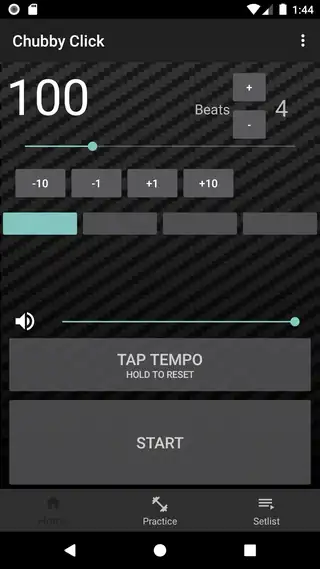 1:44
Chubby Click
100
Beats
+
-
4
-10
-1
+1
+10
TAP TEMPO
HOLD TO RESET
START
Home
Practice
Setlist